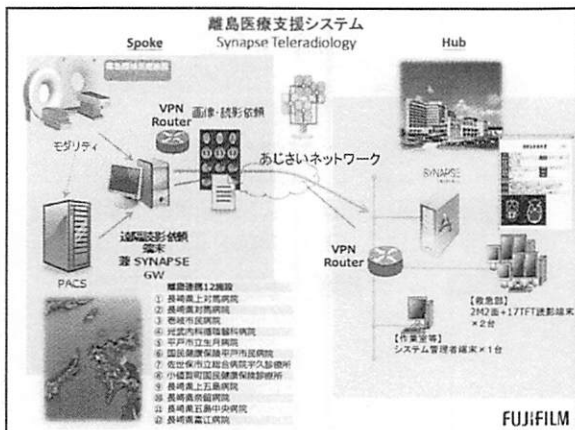 離島医療支援システム
Synapse Teleradiology
Spoke
Hub
VPN
Router
画像・読影依頼
モダリティ
あじさいネットワーク
SYNAPSE
PACS
遠隔読影依頼
端末
兼 SYNAPSE
GW
VPN
Router
【救急部】
2M2面+17TFT読影端末
×2台
【作業室等】
システム管理者端末×1台
離島連携12施設
① 長崎県上対馬病院
② 長崎県対馬病院
③ 壱岐市民病院
④ 光武内科循環器科病院
⑤ 平戸市立生月病院
⑥ 国民健康保険平戸市民病院
⑦ 佐世保市立総合病院宇久診療所
⑧ 小値賀町国民健康保険診療所
⑨ 長崎県上五島病院
⑩ 長崎県奈留病院
⑪ 長崎県五島中央病院
⑫ 長崎県富江病院
FUJIFILM